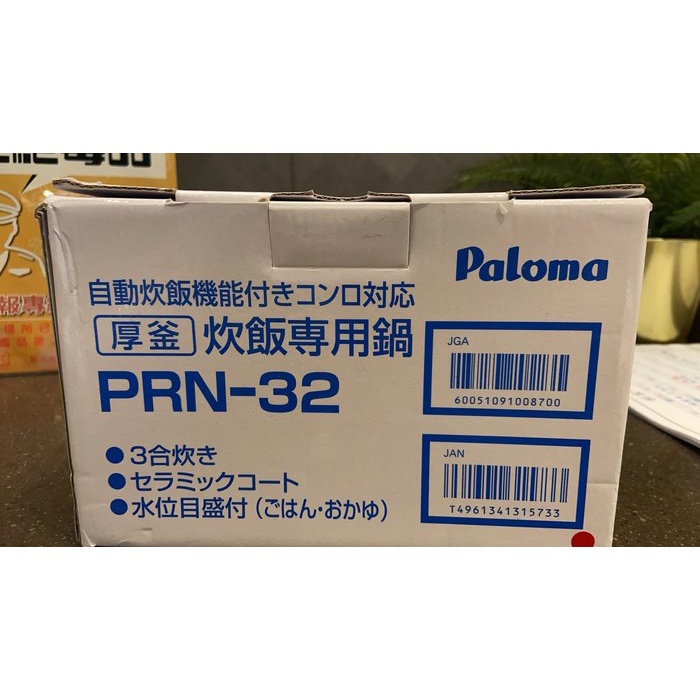 Paloma
自動炊飯機能付きコンロ対応
厚釜 炊飯専用鍋
PRN-32
●3合炊き
●セラミックコート
●水位目盛付(ごはん・おかゆ)
JGA
60051091008700
JAN
T4961341315733